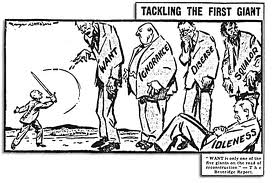 TACKLING THE FIRST GIANT
WANT
IGNORANCE
DISEASE
SQUALOR
IDLENESS
"WANT is only one of the
five giants on the road of
reconstruction" — The
Beveridge Report.